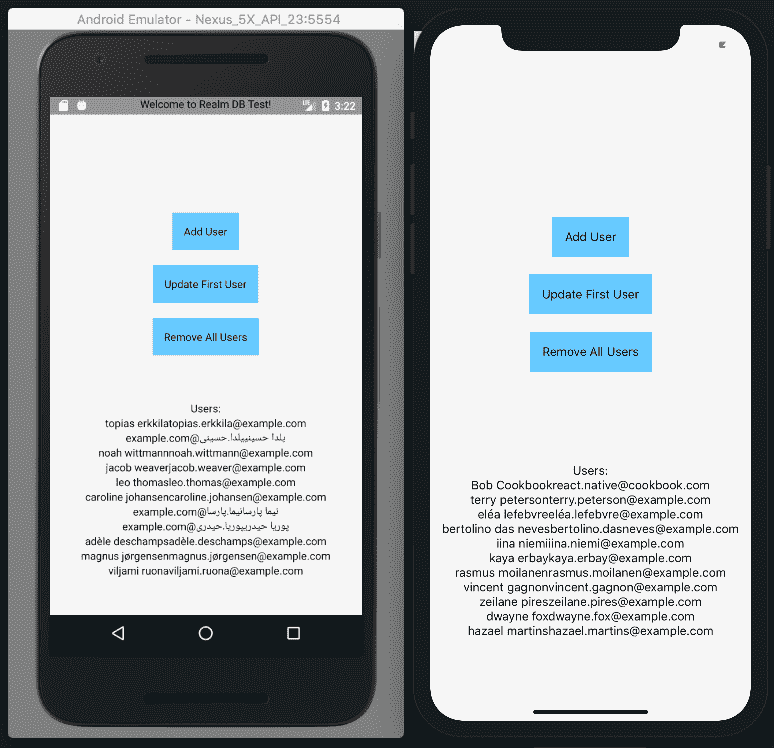 Android Emulator - Nexus_5X_API_23:5554
Welcome to Realm DB Test!
3:22
Add User
Update First User
Remove All Users
Users:
topias erkkilatopias.erkkila@example.com
یلدا حسینییلدا.حسینی@example.com
noah wittmannnoah.wittmann@example.com
jacob weaverjacob.weaver@example.com
leo thomasleo.thomas@example.com
caroline johansencaroline.johansen@example.com
نیما پارسانیما.پارسا@example.com
پوریا حیدریپوریا.حیدری@example.com
adèle deschampsadèle.deschamps@example.com
magnus jørgensenmagnus.jørgensen@example.com
viljami ruonaviljami.ruona@example.com
Add User
Update First User
Remove All Users
Users:
Bob Cookbookreact.native@cookbook.com
terry petersonterry.peterson@example.com
eléa lefebvreeléa.lefebvre@example.com
bertolino das nevesbertolino.dasneves@example.com
iina niemiiina.niemi@example.com
kaya erbaykaya.erbay@example.com
rasmus moilanenrasmus.moilanen@example.com
vincent gagnonvincent.gagnon@example.com
zeilane pireszeilane.pires@example.com
dwayne foxdwayne.fox@example.com
hazael martinshazael.martins@example.com